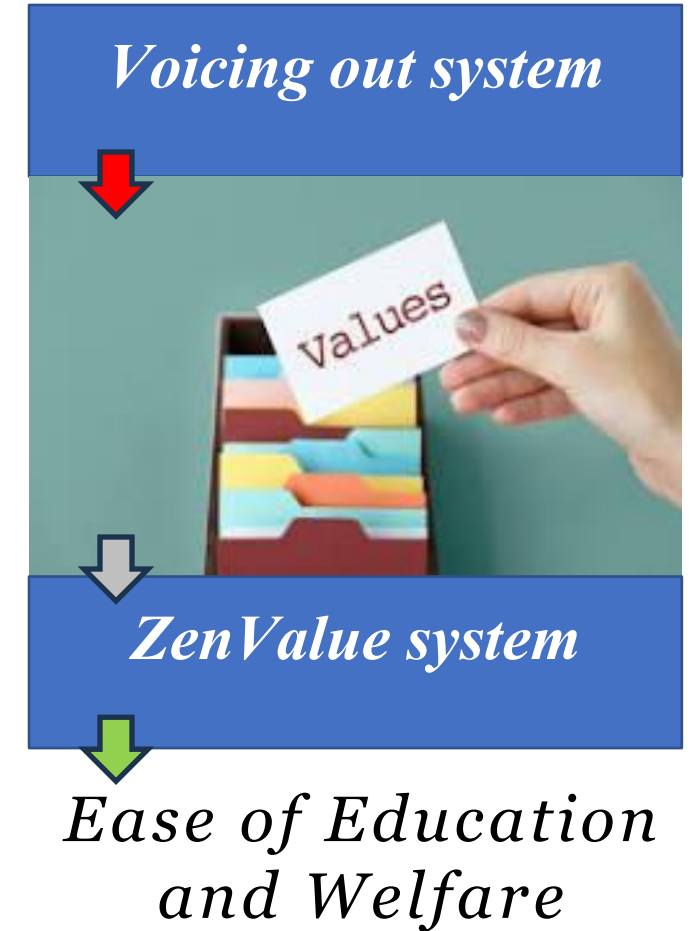 Voicing out system
Values
ZenValue system
Ease of Education
and Welfare